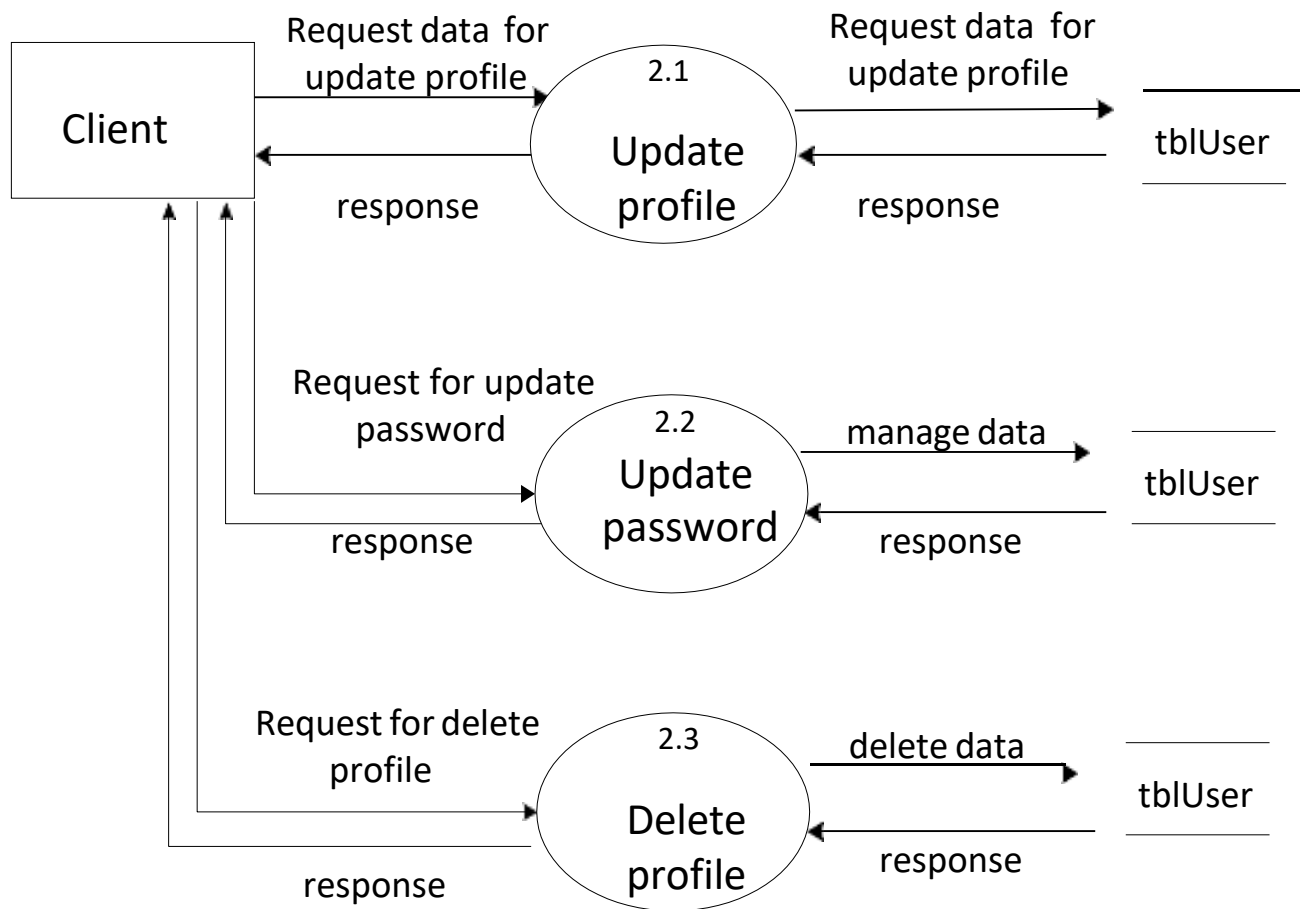 Request data for
update profile
Request data for
update profile
2.1
Client
Update
profile
tblUser
response
response
Request for update
password
2.2
manage data
Update
password
tblUser
response
response
Request for delete
profile
2.3
delete data
Delete
profile
tblUser
response
response